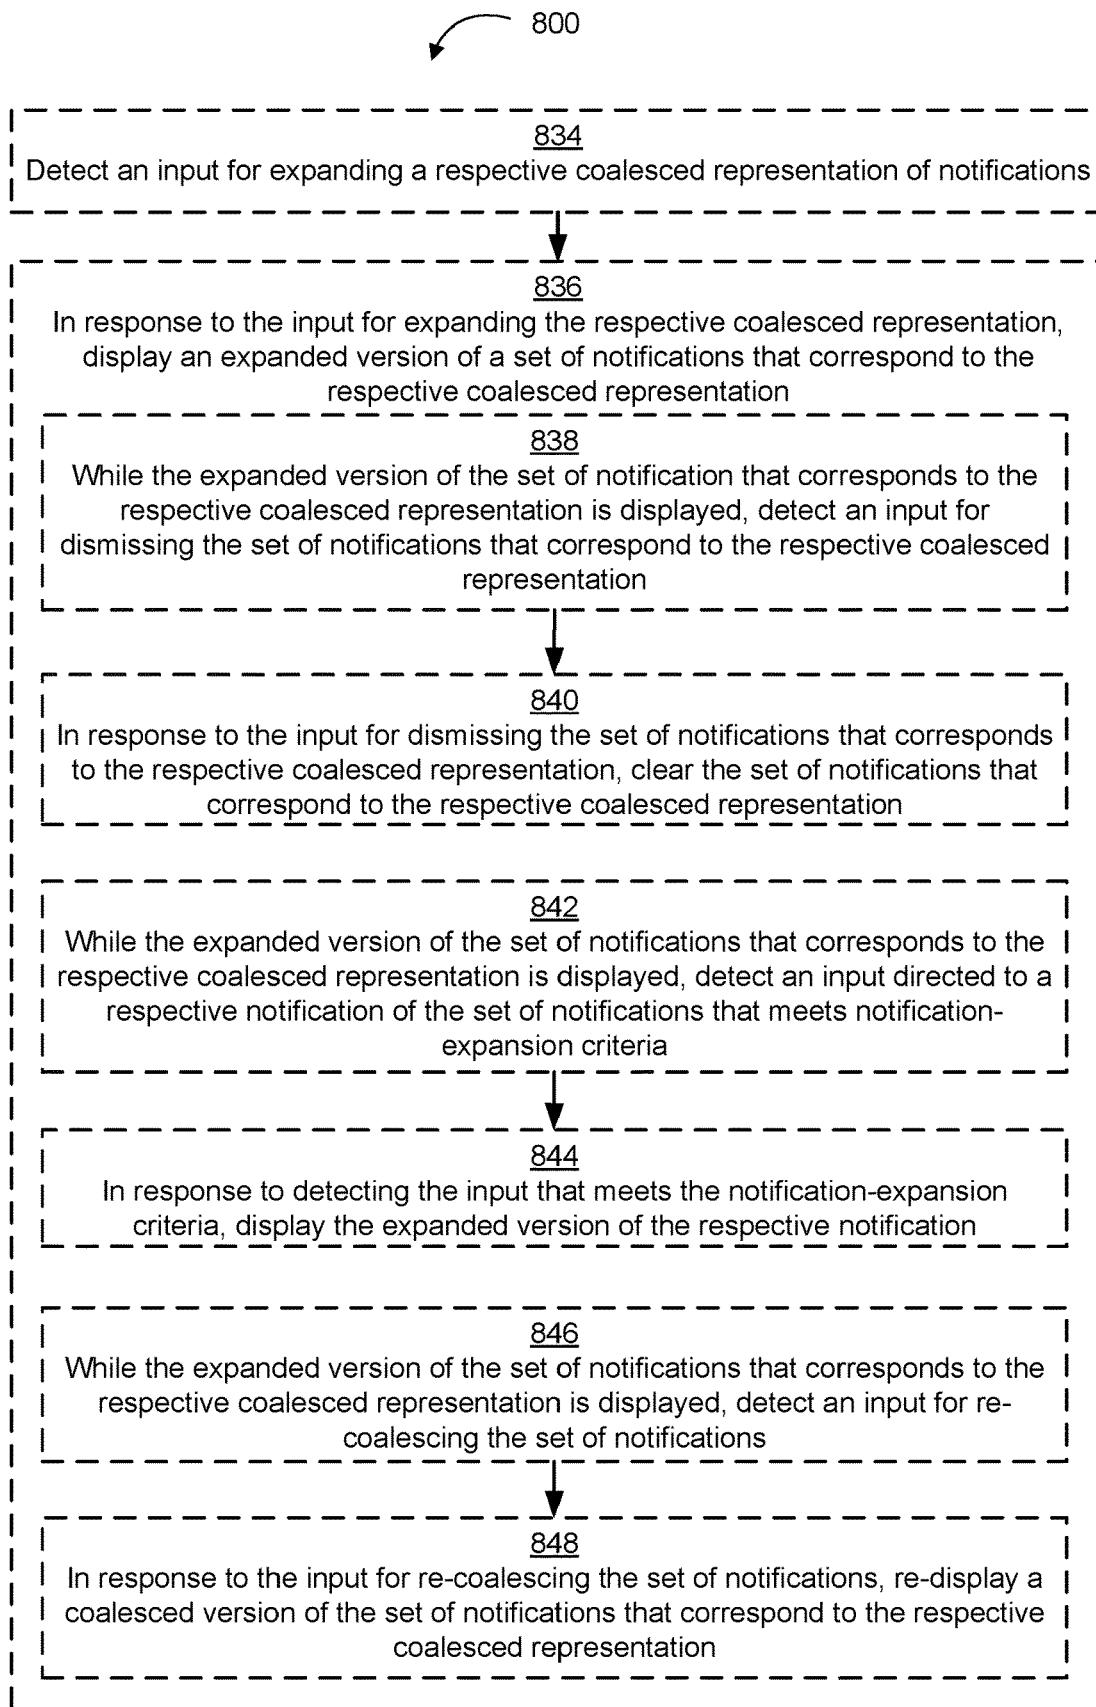 800
834
Detect an input for expanding a respective coalesced representation of notifications
836
In response to the input for expanding the respective coalesced representation,
display an expanded version of a set of notifications that correspond to the
respective coalesced representation
838
While the expanded version of the set of notification that corresponds to the
respective coalesced representation is displayed, detect an input for
dismissing the set of notifications that correspond to the respective coalesced
representation
840
In response to the input for dismissing the set of notifications that corresponds
to the respective coalesced representation, clear the set of notifications that
correspond to the respective coalesced representation
842
While the expanded version of the set of notifications that corresponds to the
respective coalesced representation is displayed, detect an input directed to a
respective notification of the set of notifications that meets notification-
expansion criteria
844
In response to detecting the input that meets the notification-expansion
criteria, display the expanded version of the respective notification
846
While the expanded version of the set of notifications that corresponds to the
respective coalesced representation is displayed, detect an input for re-
coalescing the set of notifications
848
In response to the input for re-coalescing the set of notifications, re-display a
coalesced version of the set of notifications that correspond to the respective
coalesced representation